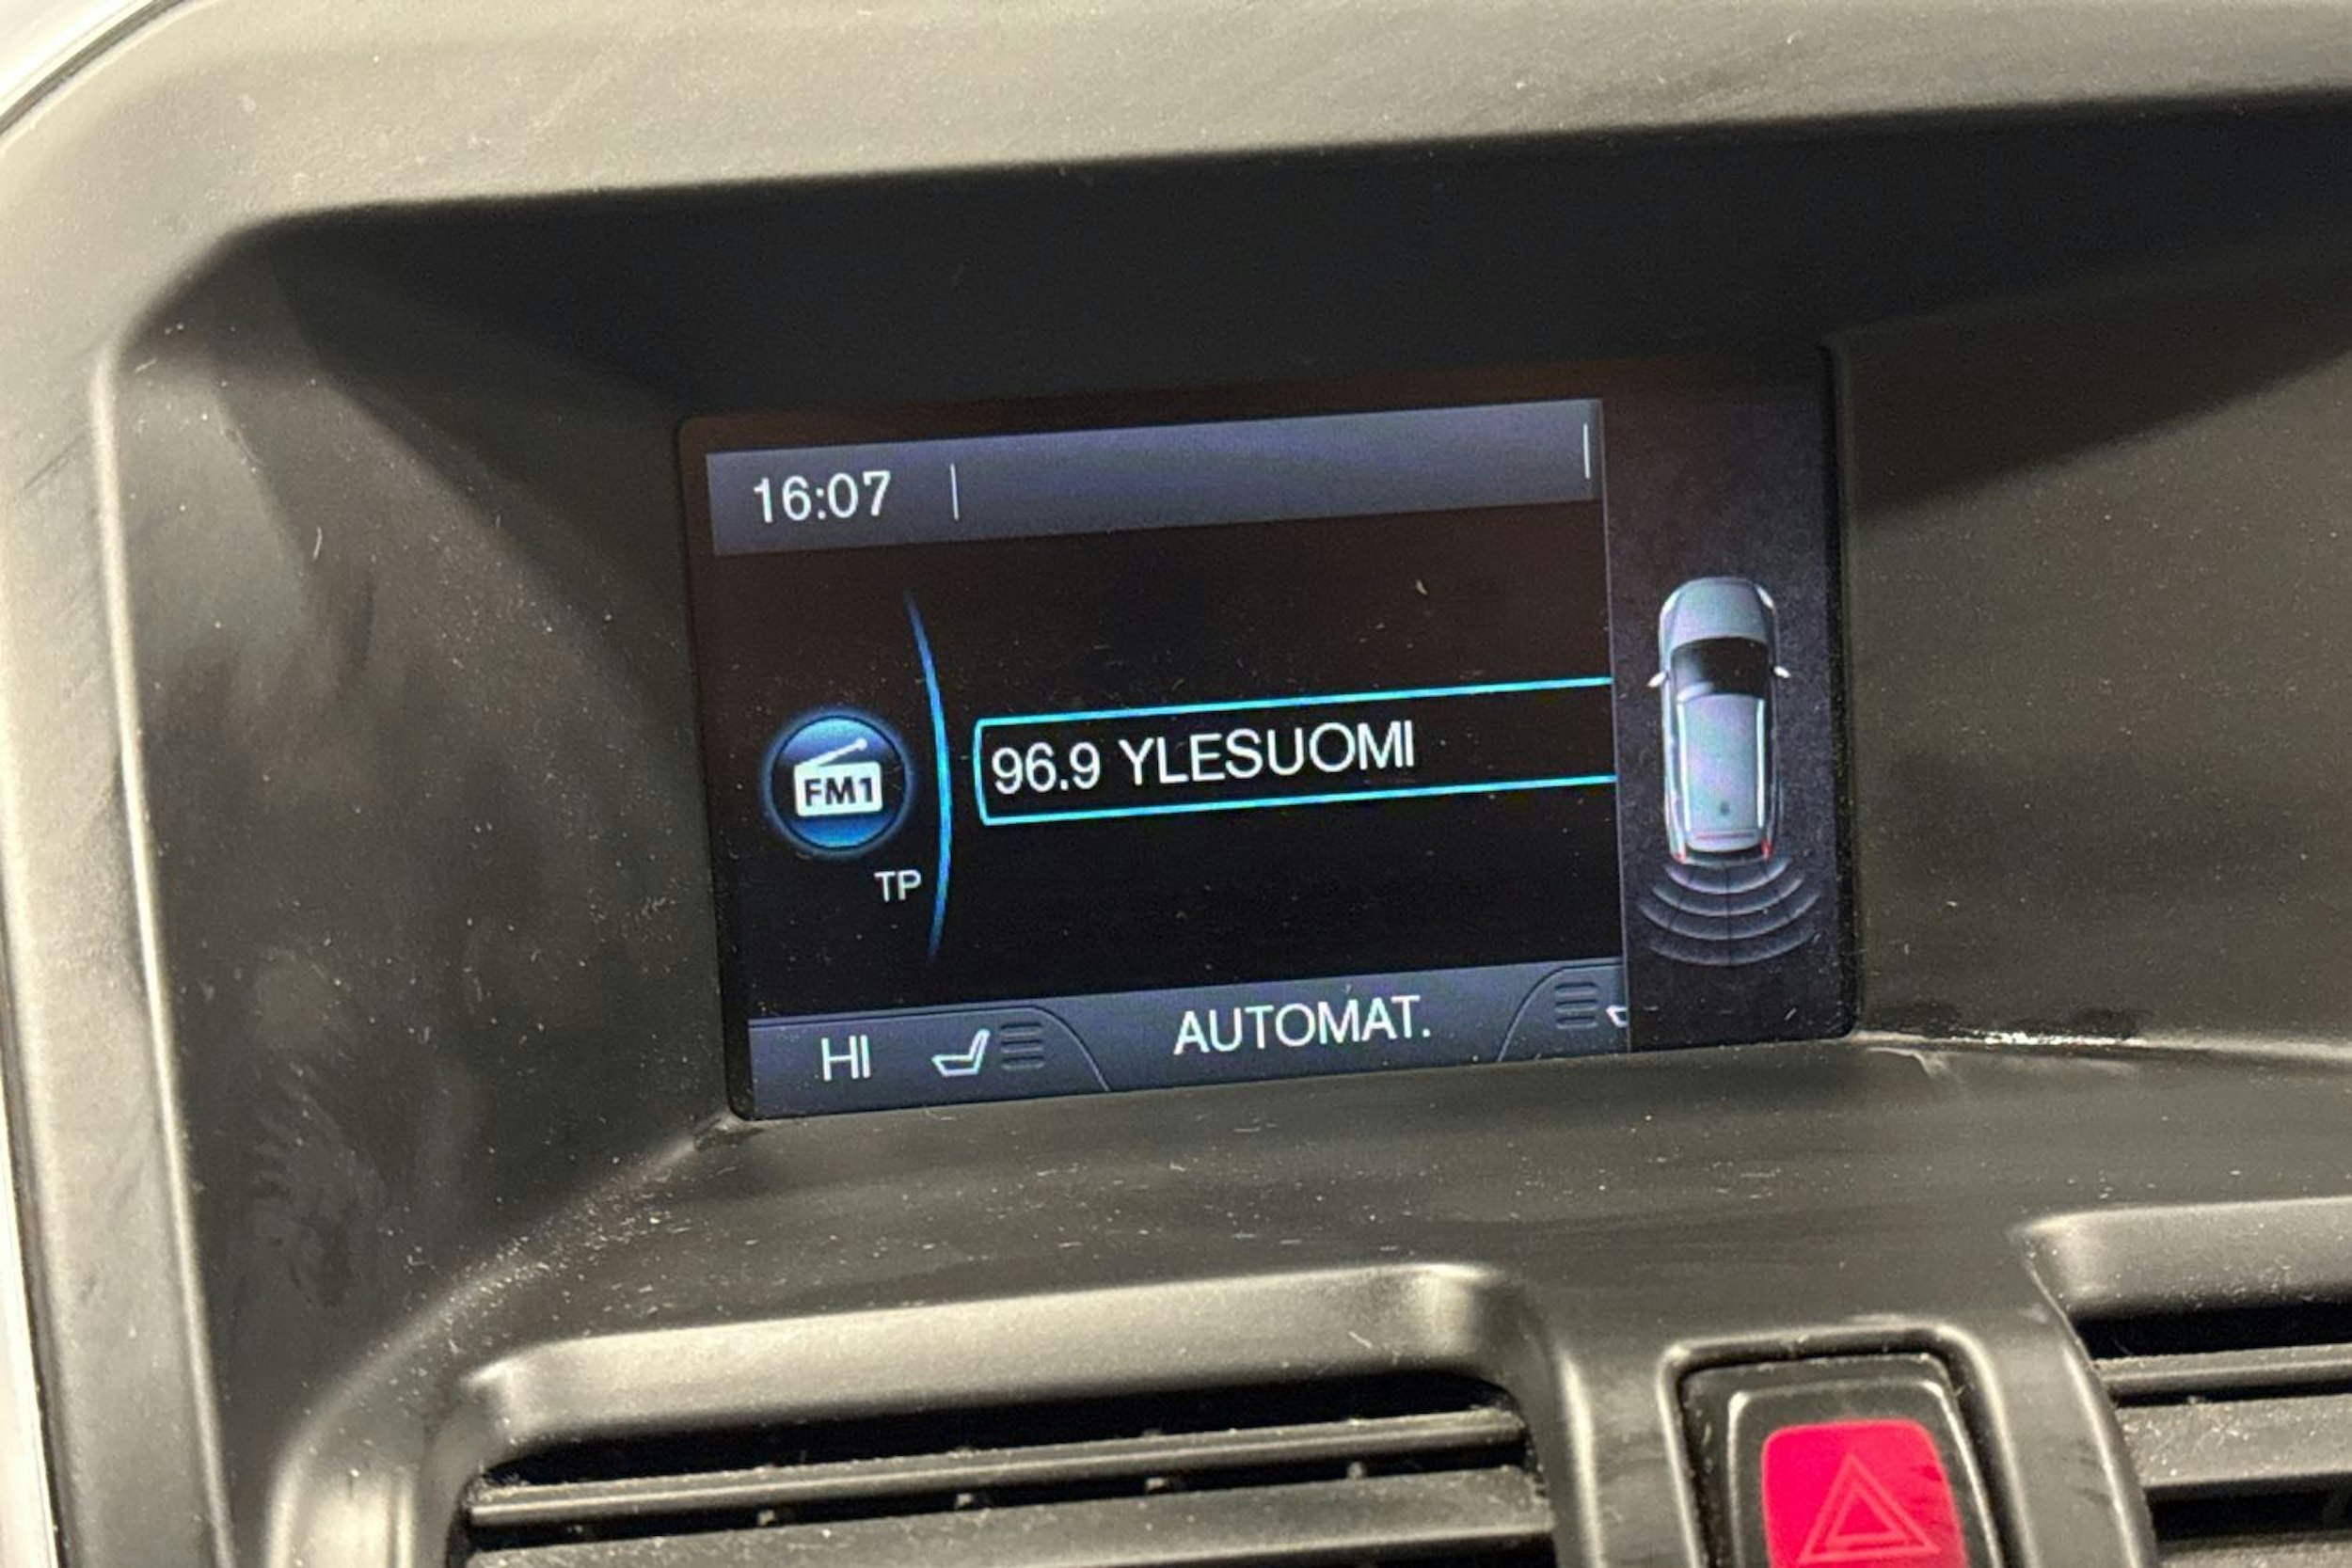 16:07
96.9 YLESUOMI
FM1
TP
HI
AUTOMAT.